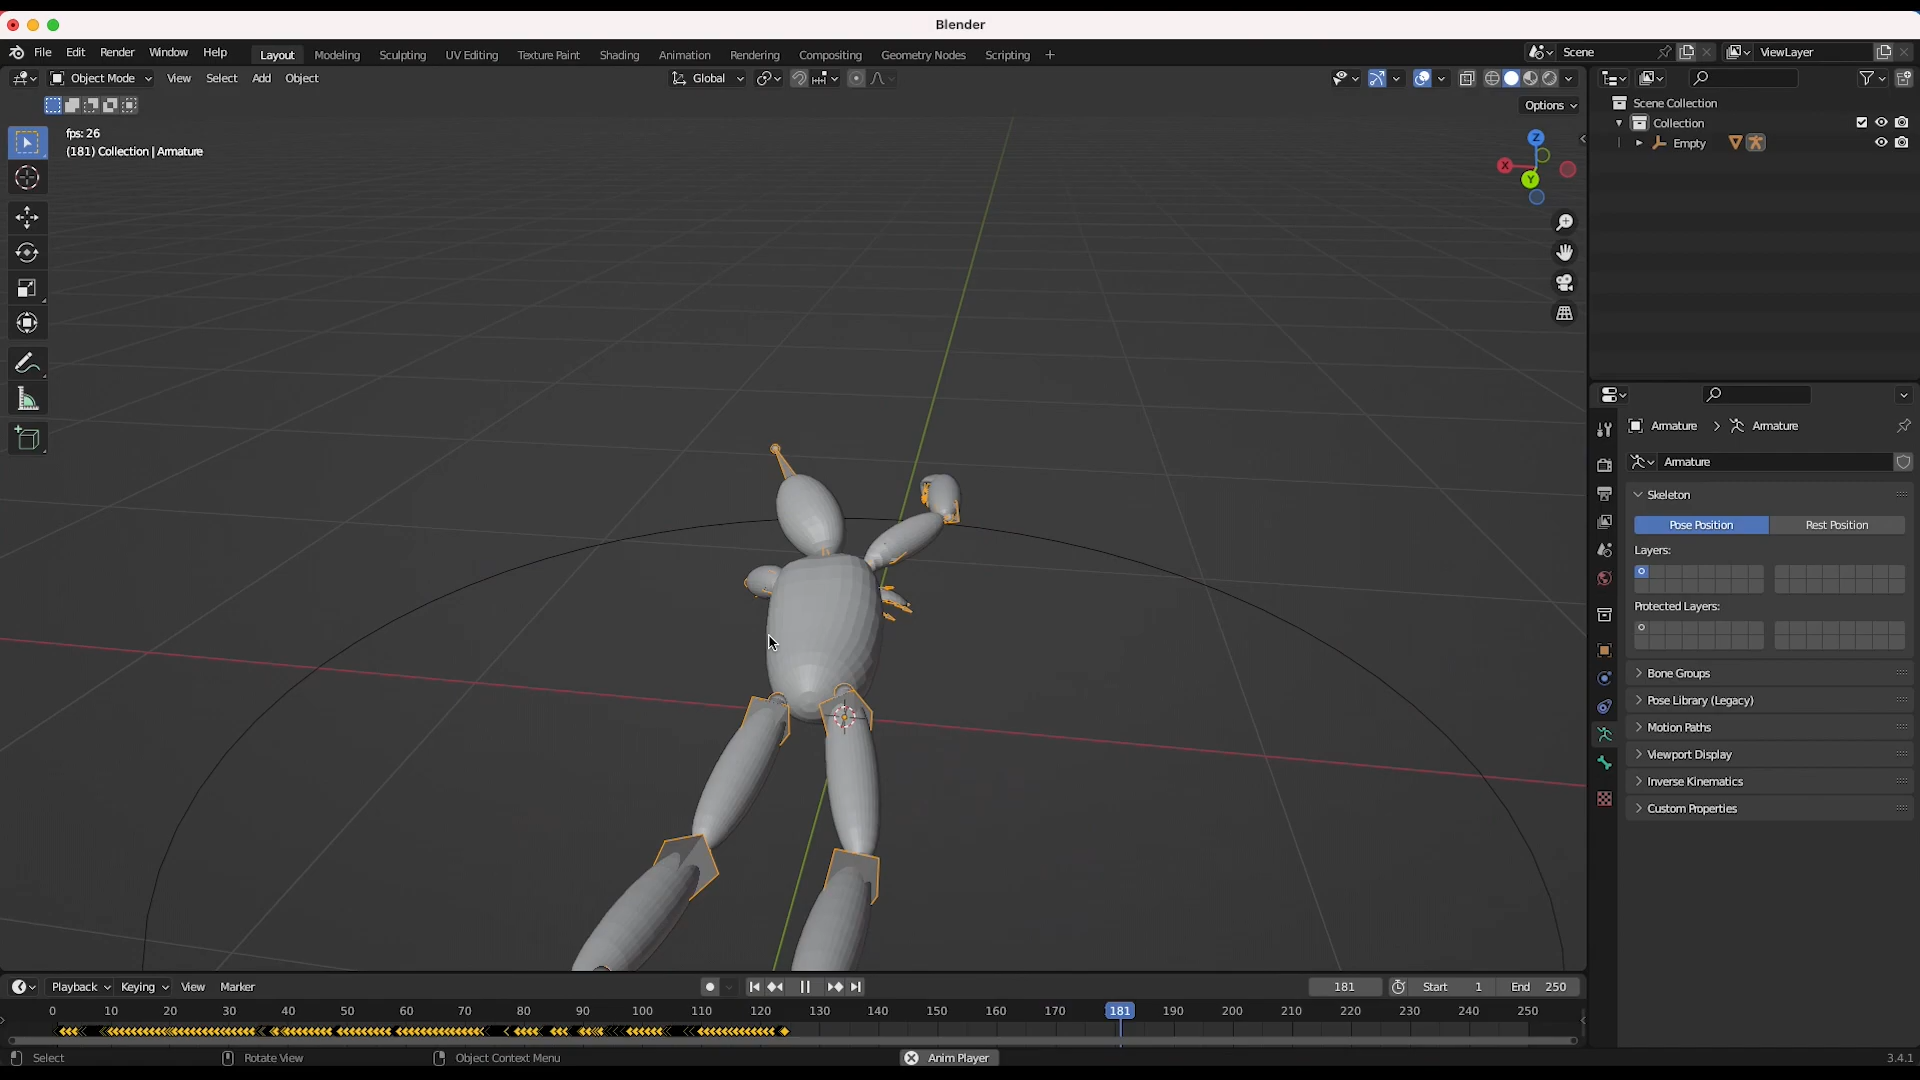 Blender
File Edit Render Window Help
Layout Modeling Sculpting UV Editing Texture Paint Shading Animation Rendering Compositing Geometry Nodes Scripting +
Scene
ViewLayer
Object Mode View Select Add Object
Global
Options
fps: 26
(181) Collection | Armature
Z
X
Y
Scene Collection
Collection
Empty
Armature > Armature
Armature
Skeleton
Pose Position Rest Position
Layers:
Protected Layers:
Bone Groups
Pose Library (Legacy)
Motion Paths
Viewport Display
Inverse Kinematics
Custom Properties
Playback Keying View Marker
181 Start 1 End 250
0 10 20 30 40 50 60 70 80 90 100 110 120 130 140 150 160 170 181 190 200 210 220 230 240 250
Select Rotate View Object Context Menu Anim Player 3.4.1